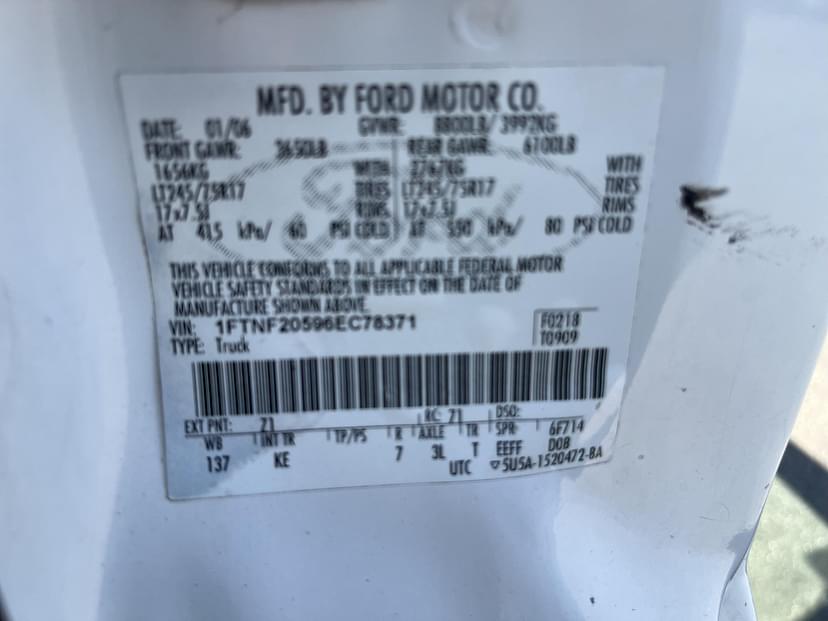 MFD. BY FORD MOTOR CO.
DATE: 01/06 GVWR: 8800LB/ 3992KG
FRONT GAWR: 3650LB REAR GAWR: 6700LB
1656KG WITH 2767KG WITH
LT245/75R17 TIRES LT245/75R17 TIRES
17x7.5J RIMS 17x7.5J RIMS
AT 415 kPa/ 60 PSI COLD AT 550 kPa/ 80 PSI COLD
THIS VEHICLE CONFORMS TO ALL APPLICABLE FEDERAL MOTOR
VEHICLE SAFETY STANDARDS IN EFFECT ON THE DATE OF
MANUFACTURE SHOWN ABOVE.
VIN: 1FTNF20596EC78371 F0218
TYPE: Truck T0909
EXT PNT: Z1 RC: 71 DSO:
WB INT TR TP/PS R AXLE TR SPR 6F714
137 KE 7 3L T EEFF D08
UTC ▽5U5A-1520472-BA